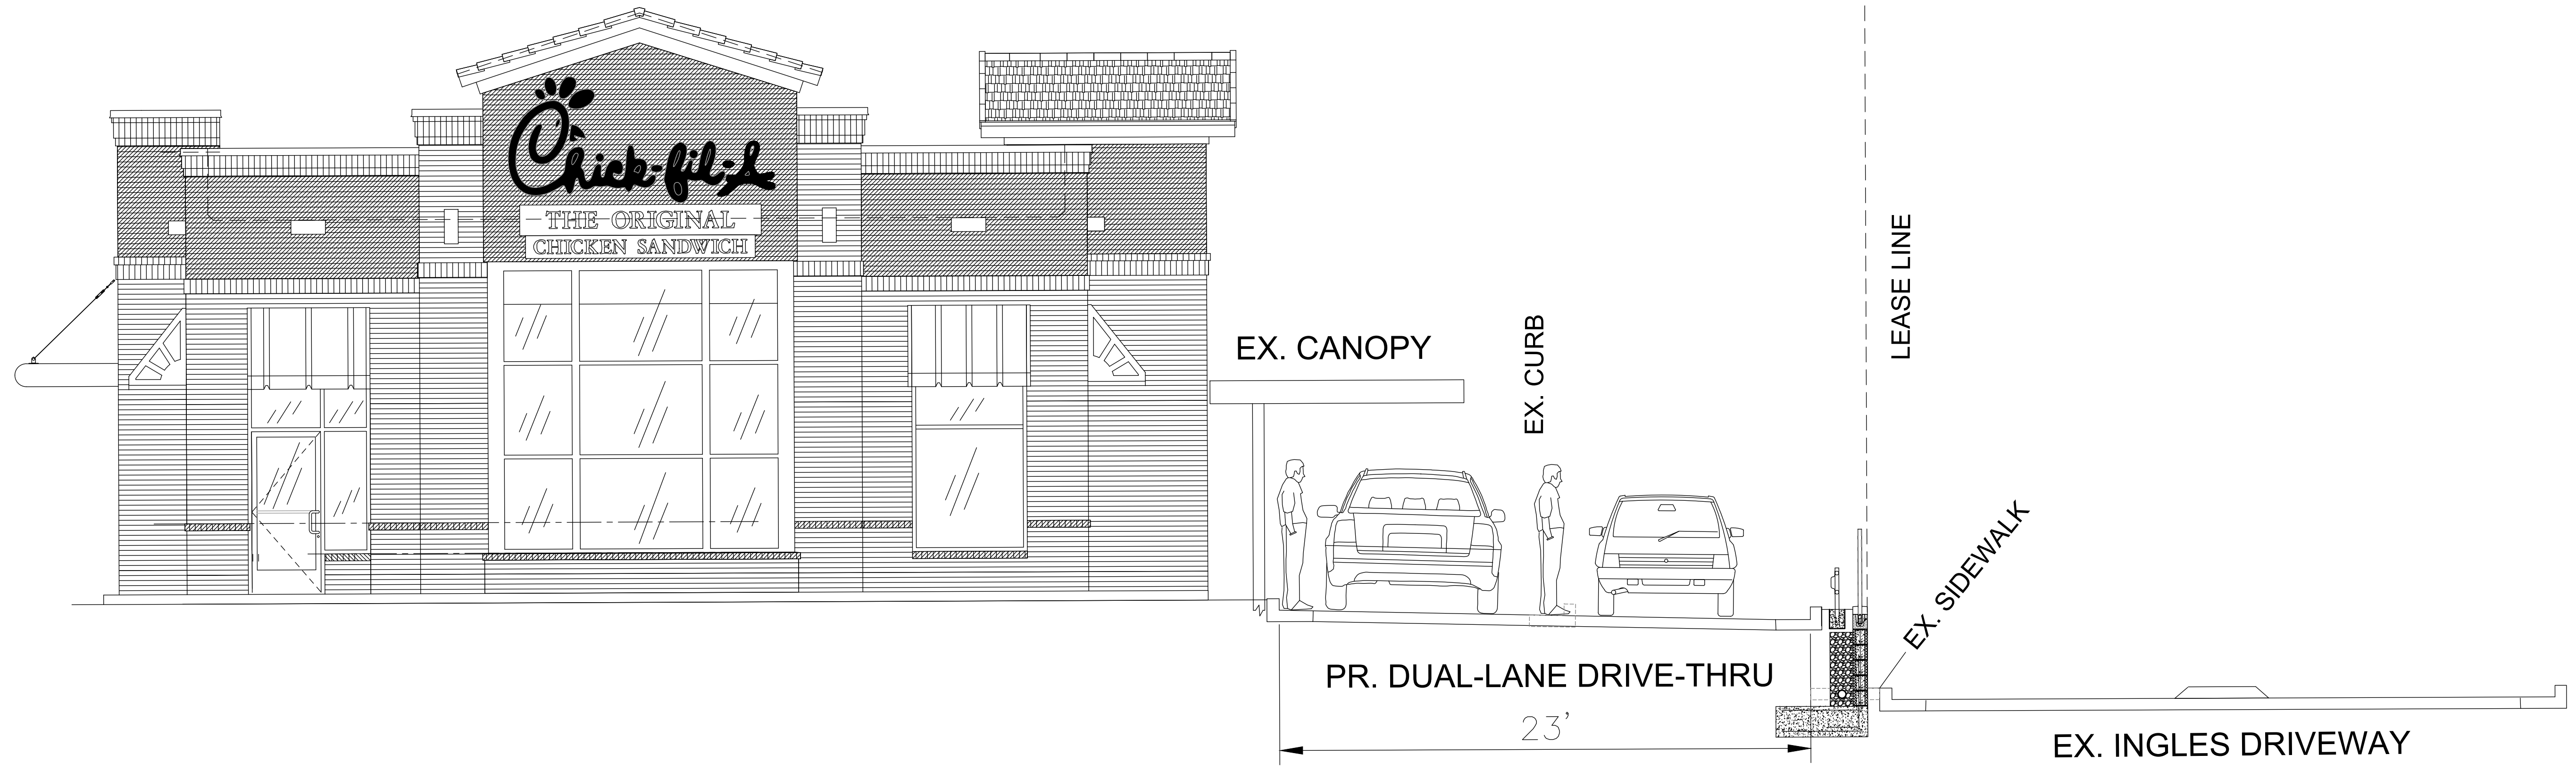 Chick-fil-A
THE ORIGINAL
CHICKEN SANDWICH
EX. CANOPY
EX. CURB
LEASE LINE
EX. SIDEWALK
PR. DUAL-LANE DRIVE-THRU
23'
EX. INGLES DRIVEWAY